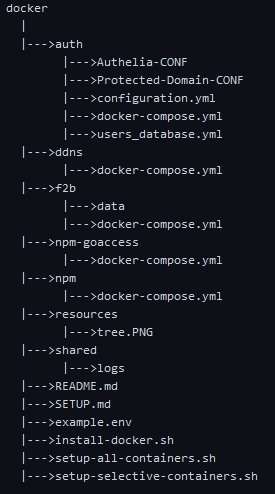 docker
|
|--->auth
|--->Authelia-CONF
|--->Protected-Domain-CONF
|--->configuration.yml
|--->docker-compose.yml
|--->users_database.yml
|--->ddns
|--->docker-compose.yml
|--->f2b
|--->data
|--->docker-compose.yml
|--->npm-goaccess
|--->docker-compose.yml
|--->npm
|--->docker-compose.yml
|--->resources
|--->tree.PNG
|--->shared
|--->logs
|--->README.md
|--->SETUP.md
|--->example.env
|--->install-docker.sh
|--->setup-all-containers.sh
|--->setup-selective-containers.sh